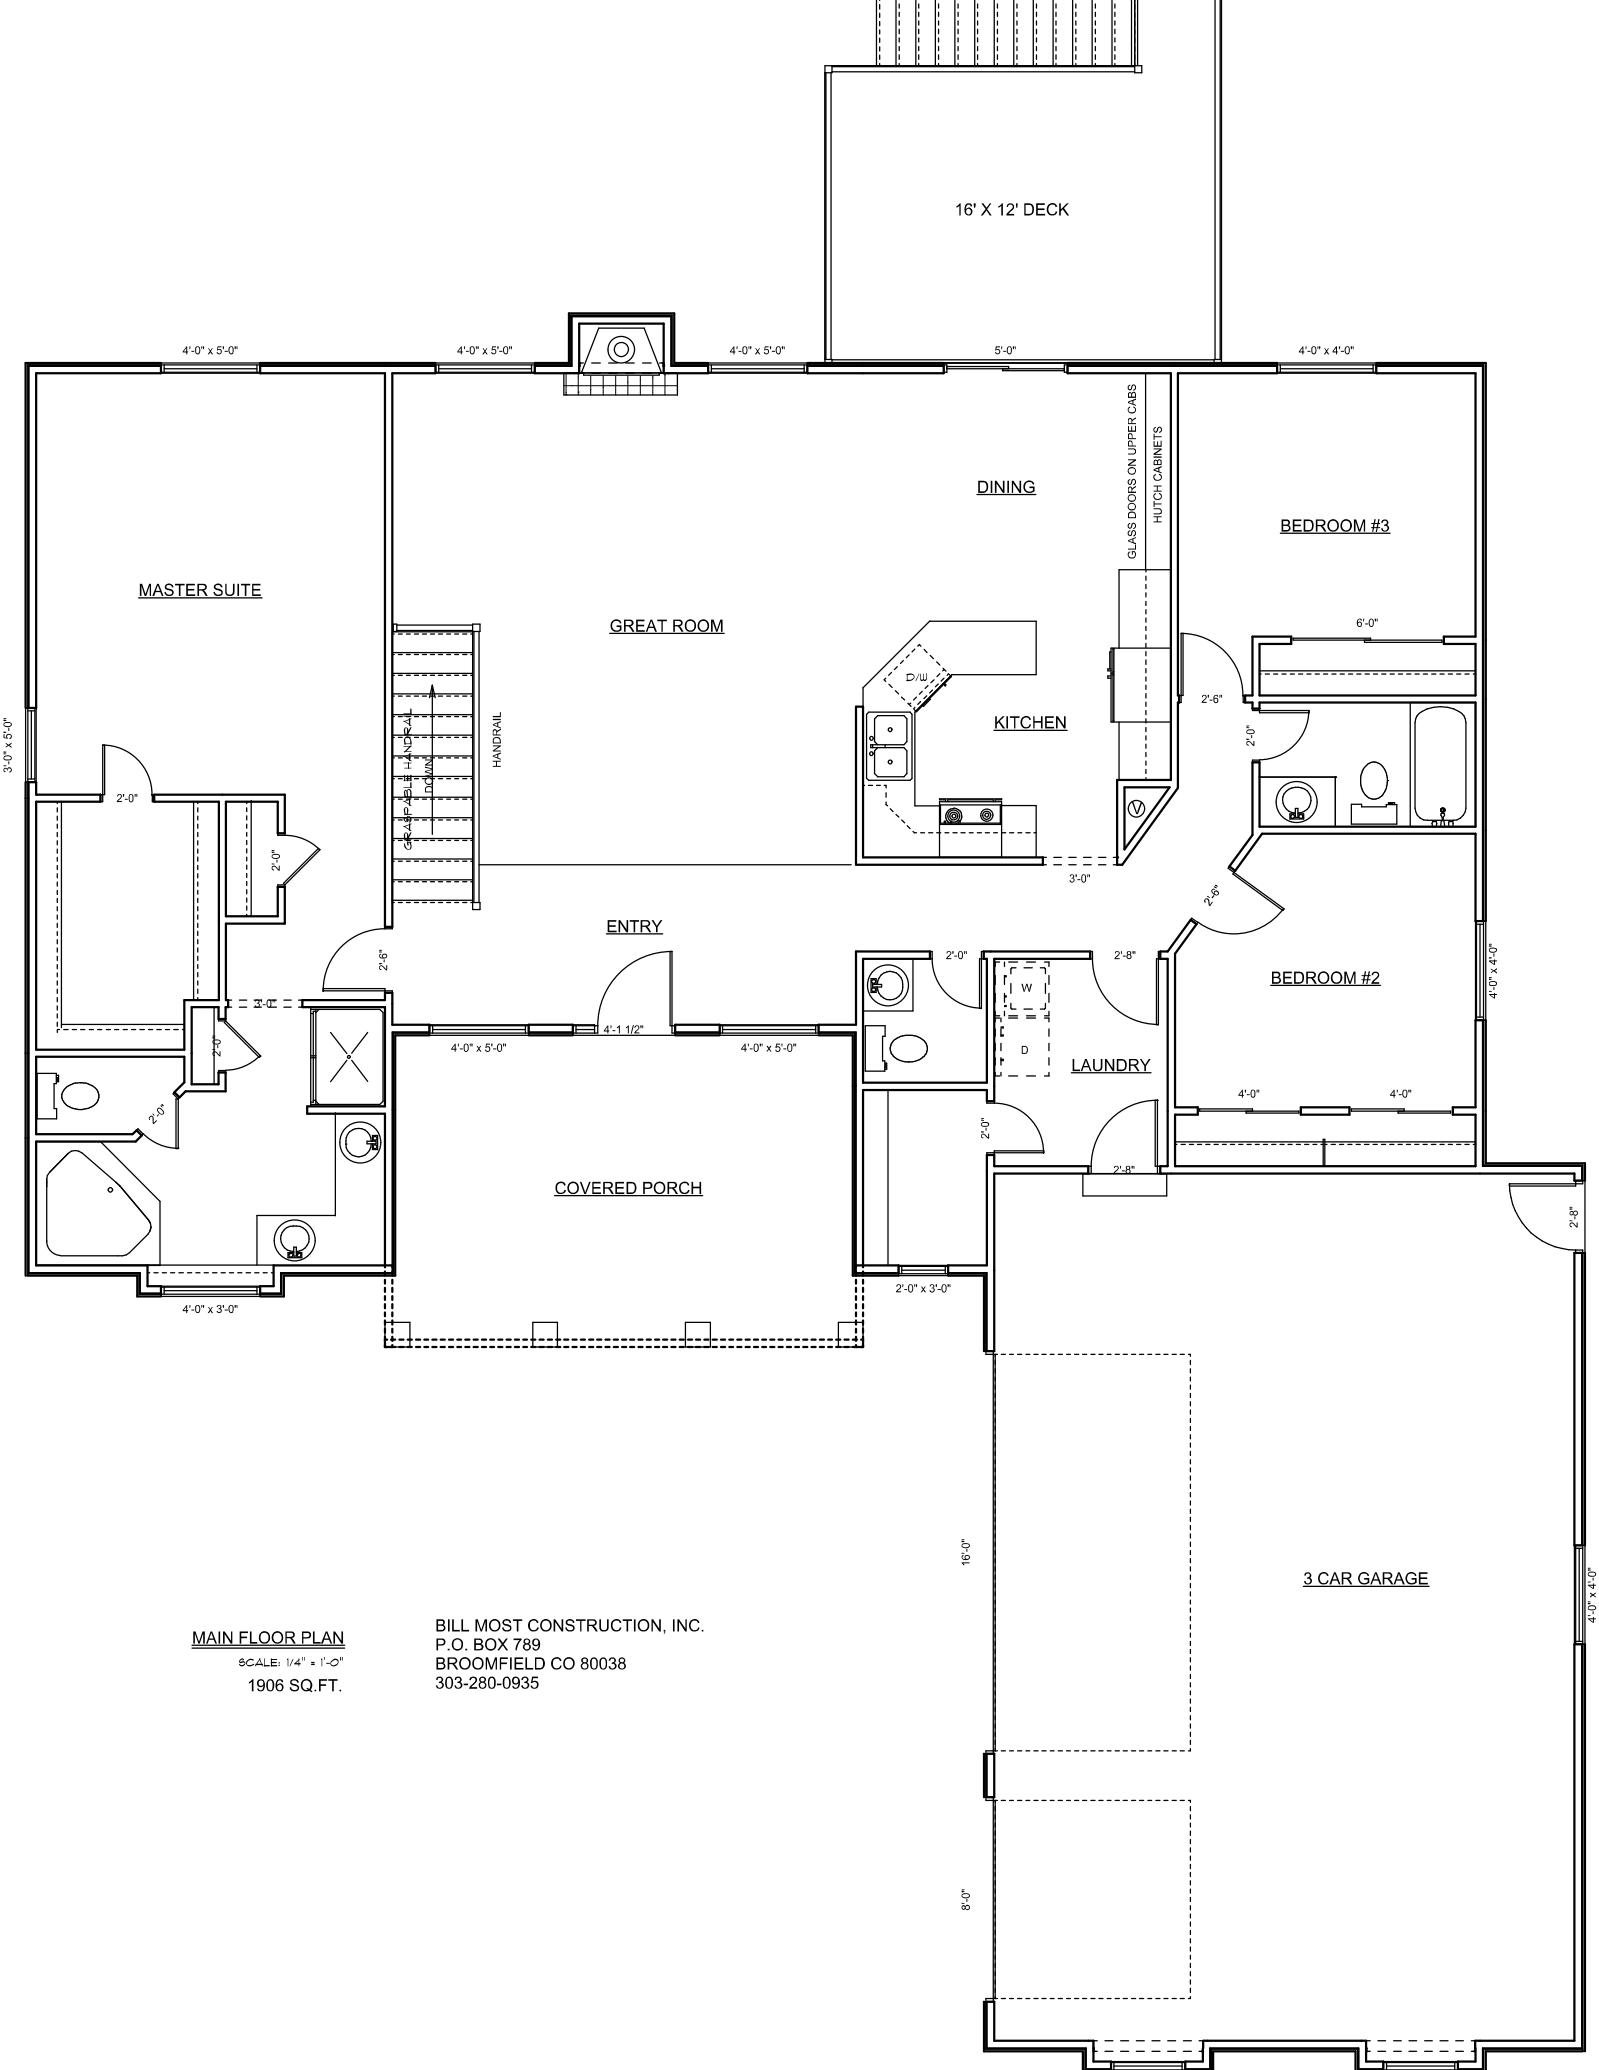 16' X 12' DECK
4'-0" x 5'-0"
4'-0" x 5'-0"
4'-0" x 5'-0"
5'-0"
4'-0" x 4'-0"
GLASS DOORS ON UPPER CABS
HUTCH CABINETS
DINING
BEDROOM #3
MASTER SUITE
GREAT ROOM
6'-0"
D/W
2'-6"
3'-0" x 5'-0"
GRASPABLE HANDRAIL
DOWN
HANDRAIL
KITCHEN
2'-0"
2'-0"
V
2'-0"
3'-0"
2'-6"
ENTRY
2'-6"
2'-0"
2'-8"
BEDROOM #2
4'-0" x 4'-0"
W
3'-0"
4'-1 1/2"
2'-0"
4'-0" x 5'-0"
4'-0" x 5'-0"
D
LAUNDRY
4'-0"
4'-0"
2'-0"
2'-0"
2'-8"
COVERED PORCH
2'-8"
2'-0" x 3'-0"
4'-0" x 3'-0"
16'-0"
3 CAR GARAGE
4'-0" x 4'-0"
MAIN FLOOR PLAN
SCALE: 1/4" = 1'-0"
1906 SQ.FT.
BILL MOST CONSTRUCTION, INC.
P.O. BOX 789
BROOMFIELD CO 80038
303-280-0935
8'-0"